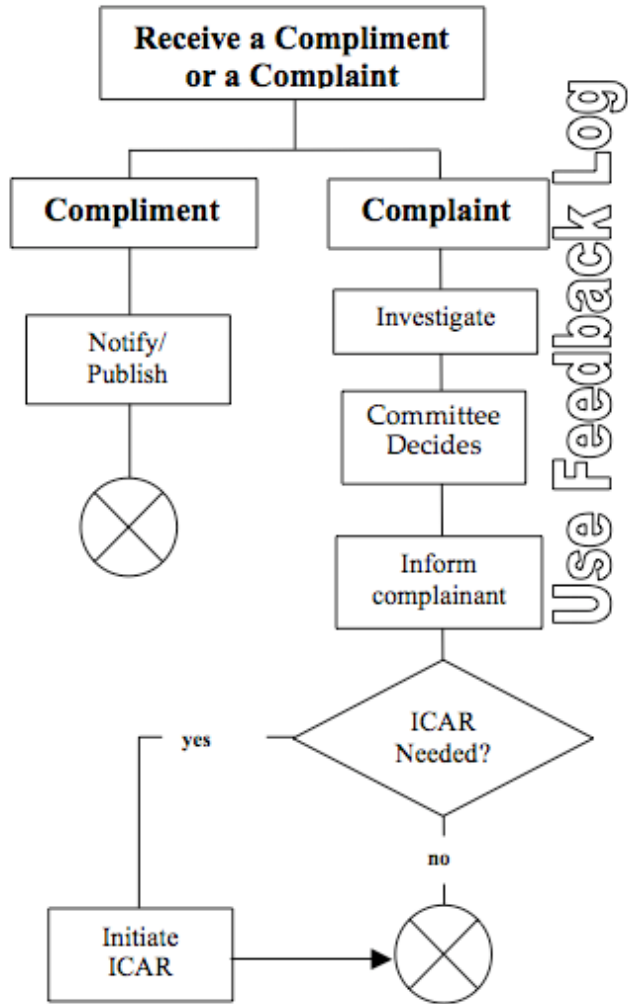 Receive a Compliment
or a Complaint
Compliment
Complaint
Notify/
Publish
Investigate
Committee
Decides
Inform
complainant
ICAR
Needed?
yes
no
Initiate
ICAR
Use Feedback Log